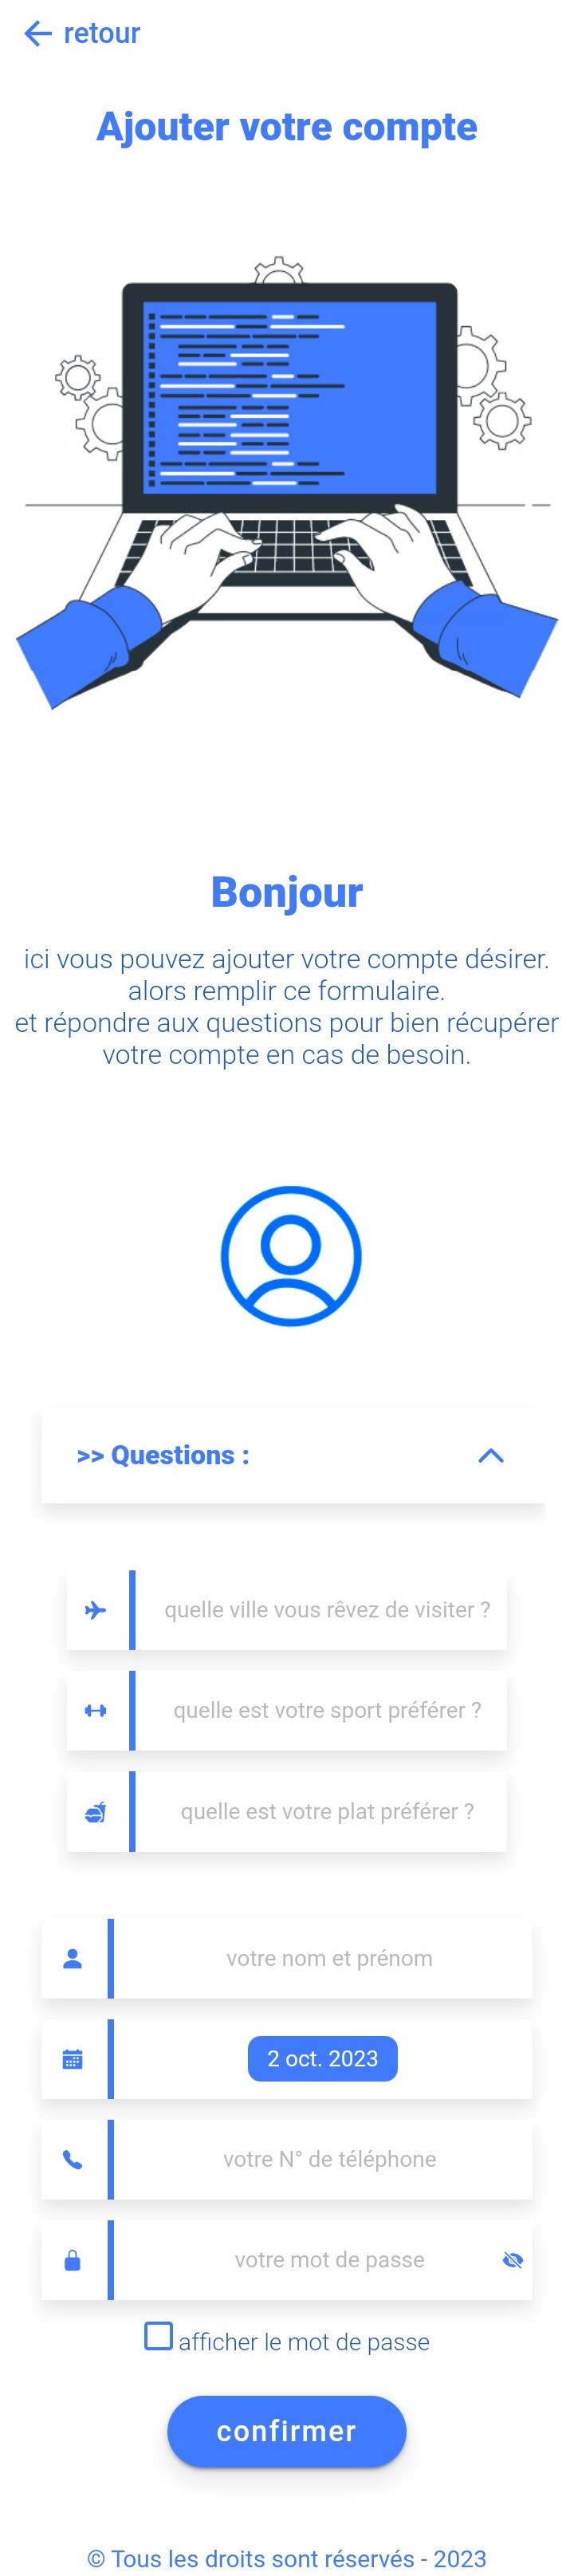 retour
Ajouter votre compte
Bonjour
ici vous pouvez ajouter votre compte désirer.
alors remplir ce formulaire.
et répondre aux questions pour bien récupérer
votre compte en cas de besoin.
>> Questions :
quelle ville vous rêvez de visiter ?
quelle est votre sport préférer ?
quelle est votre plat préférer ?
votre nom et prénom
2 oct. 2023
votre N° de téléphone
votre mot de passe
afficher le mot de passe
confirmer
© Tous les droits sont réservés - 2023